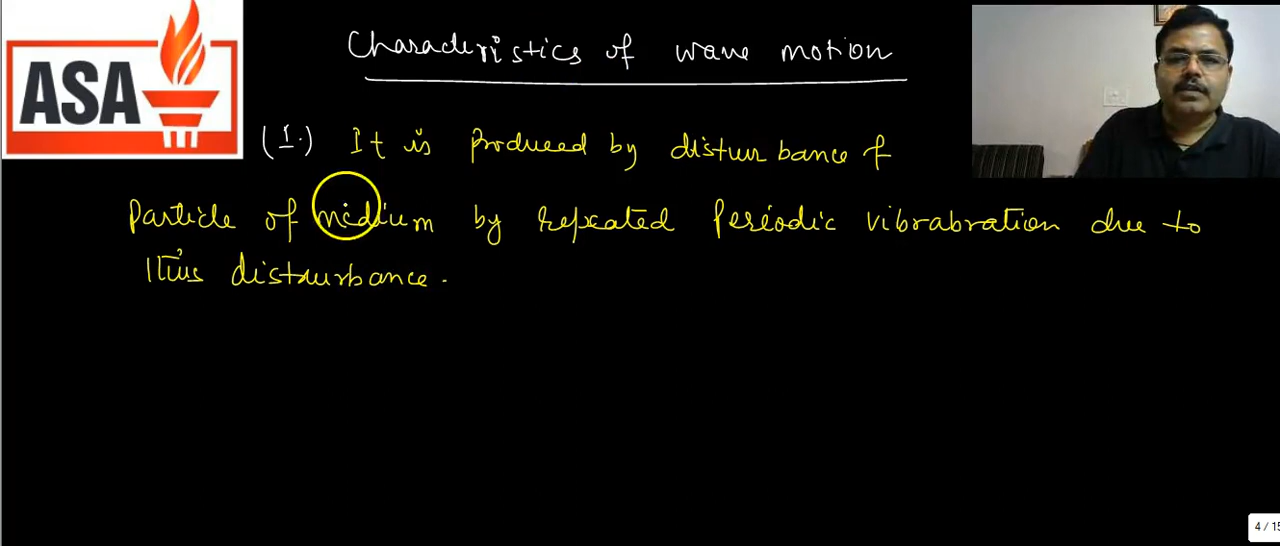 ASA
Characteristics of wave motion
(1.) It is produced by disturbance of
Particle of medium by repeated Periodic vibrabration due to
this distaurbance.
4 / 15